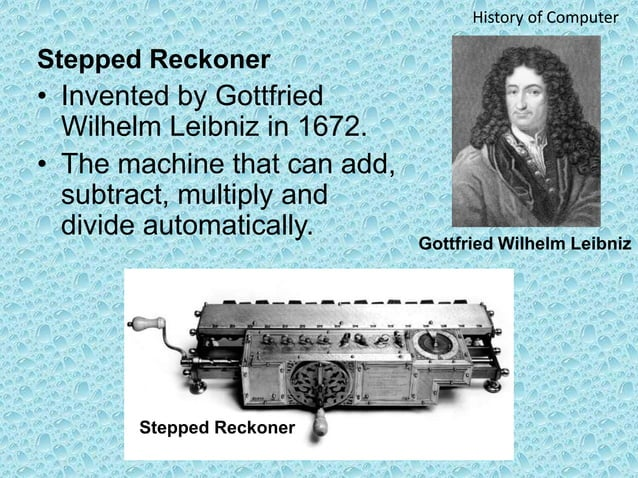 History of Computer
Stepped Reckoner
• Invented by Gottfried
Wilhelm Leibniz in 1672.
• The machine that can add,
subtract, multiply and
divide automatically.
Gottfried Wilhelm Leibniz
Stepped Reckoner